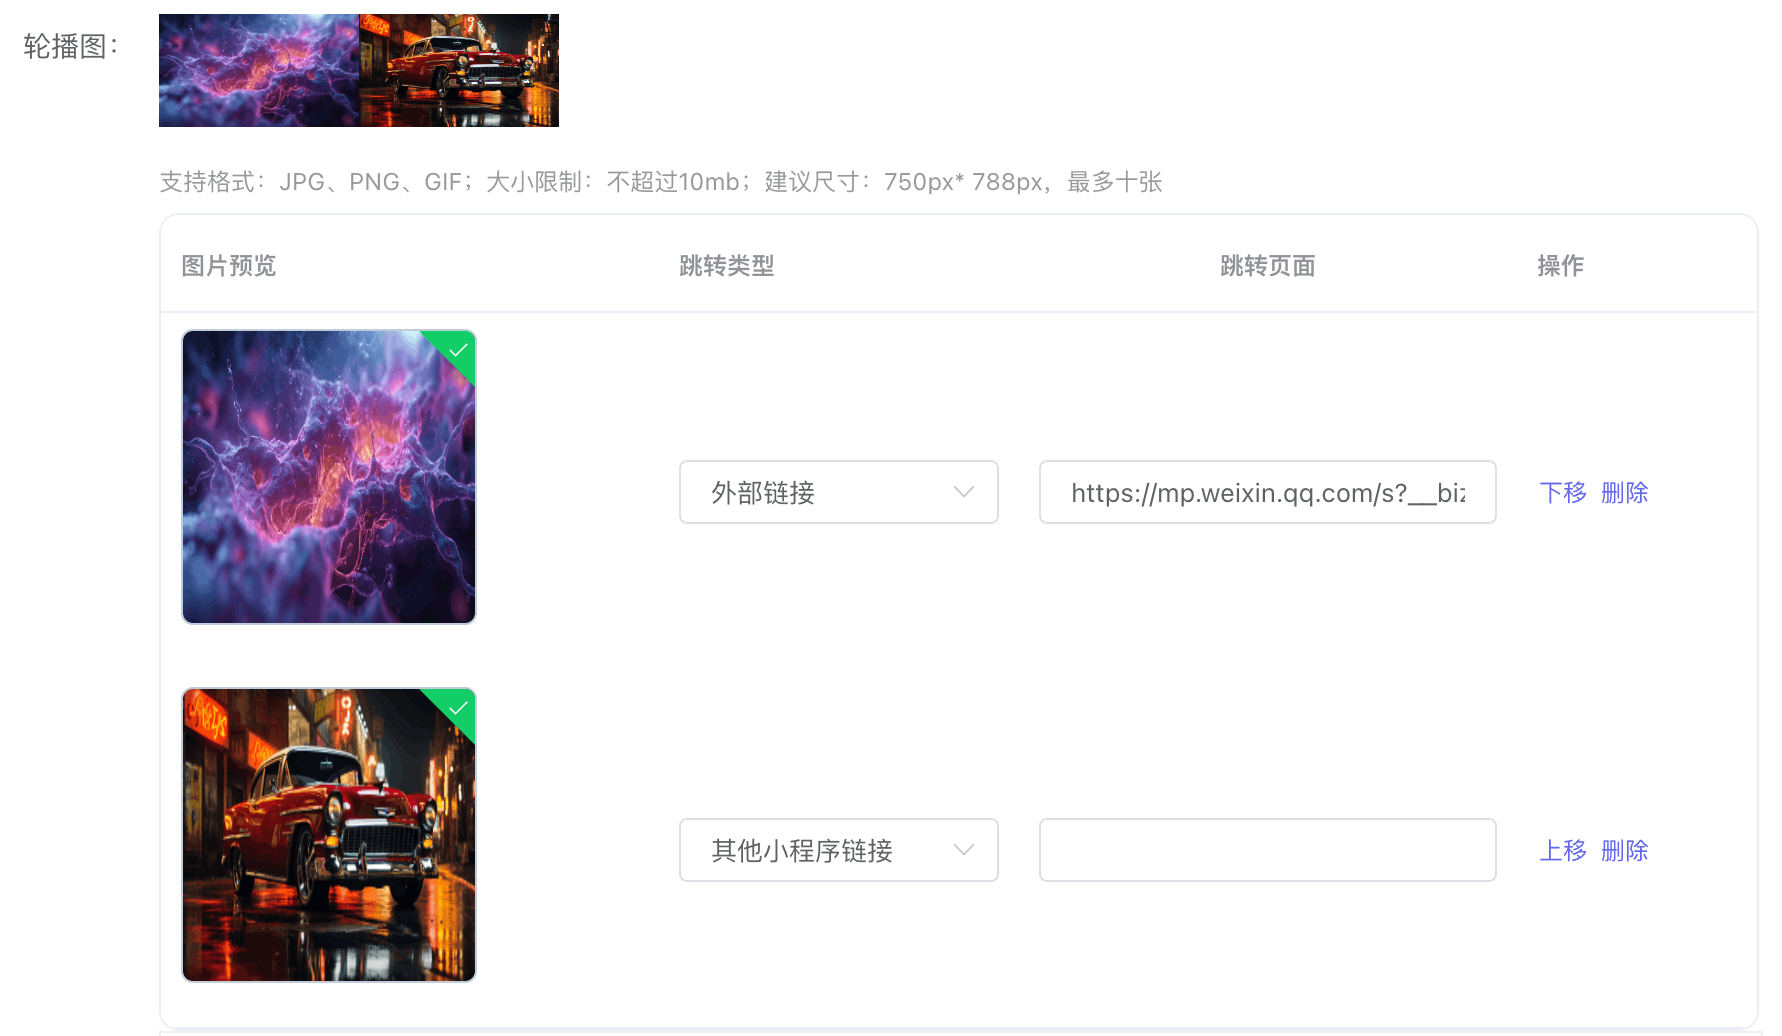 轮播图：
支持格式：JPG、PNG、GIF；大小限制：不超过10mb；建议尺寸：750px* 788px，最多十张
图片预览 跳转类型 跳转页面 操作
外部链接 https://mp.weixin.qq.com/s?__biz 下移 删除
其他小程序链接 上移 删除